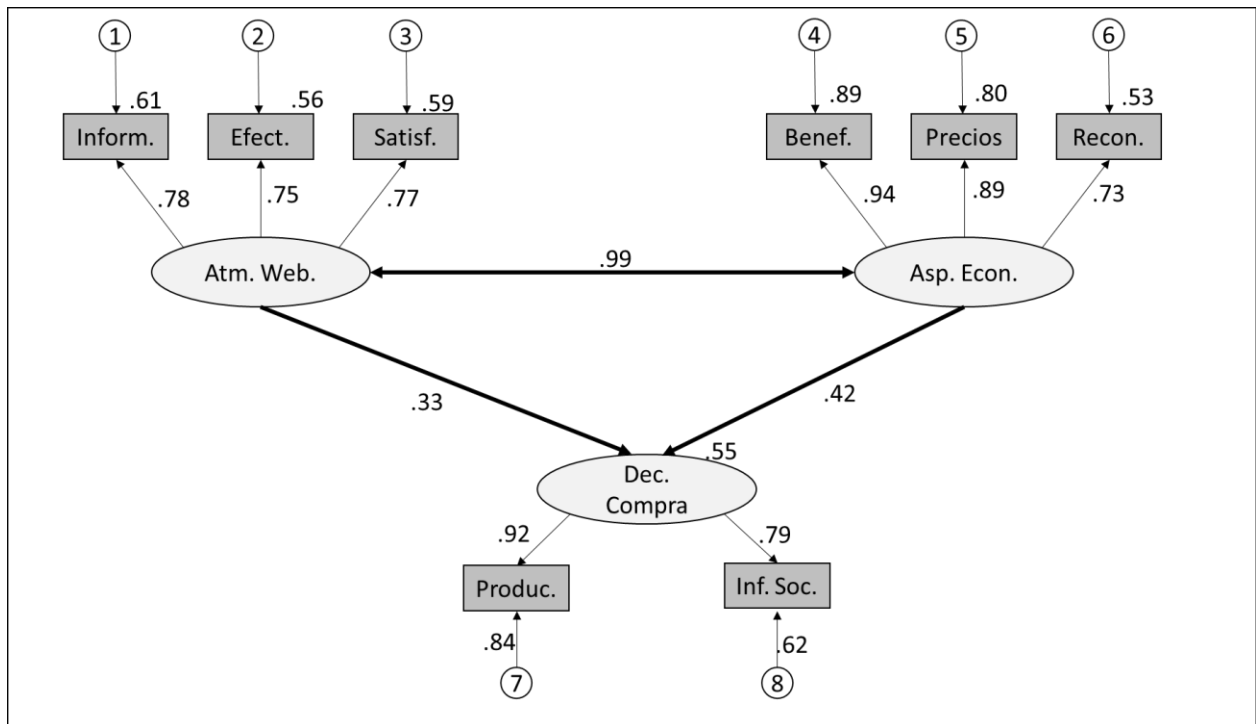 1 2 3 4 5 6
.61 .56 .59 .89 .80 .53
Inform. Efect. Satisf. Benef. Precios Recon.
.78 .75 .77 .94 .89 .73
.99
Atm. Web. Asp. Econ.
.33 .42
.55
Dec.
Compra
.92 .79
Produc. Inf. Soc.
.84 .62
7 8